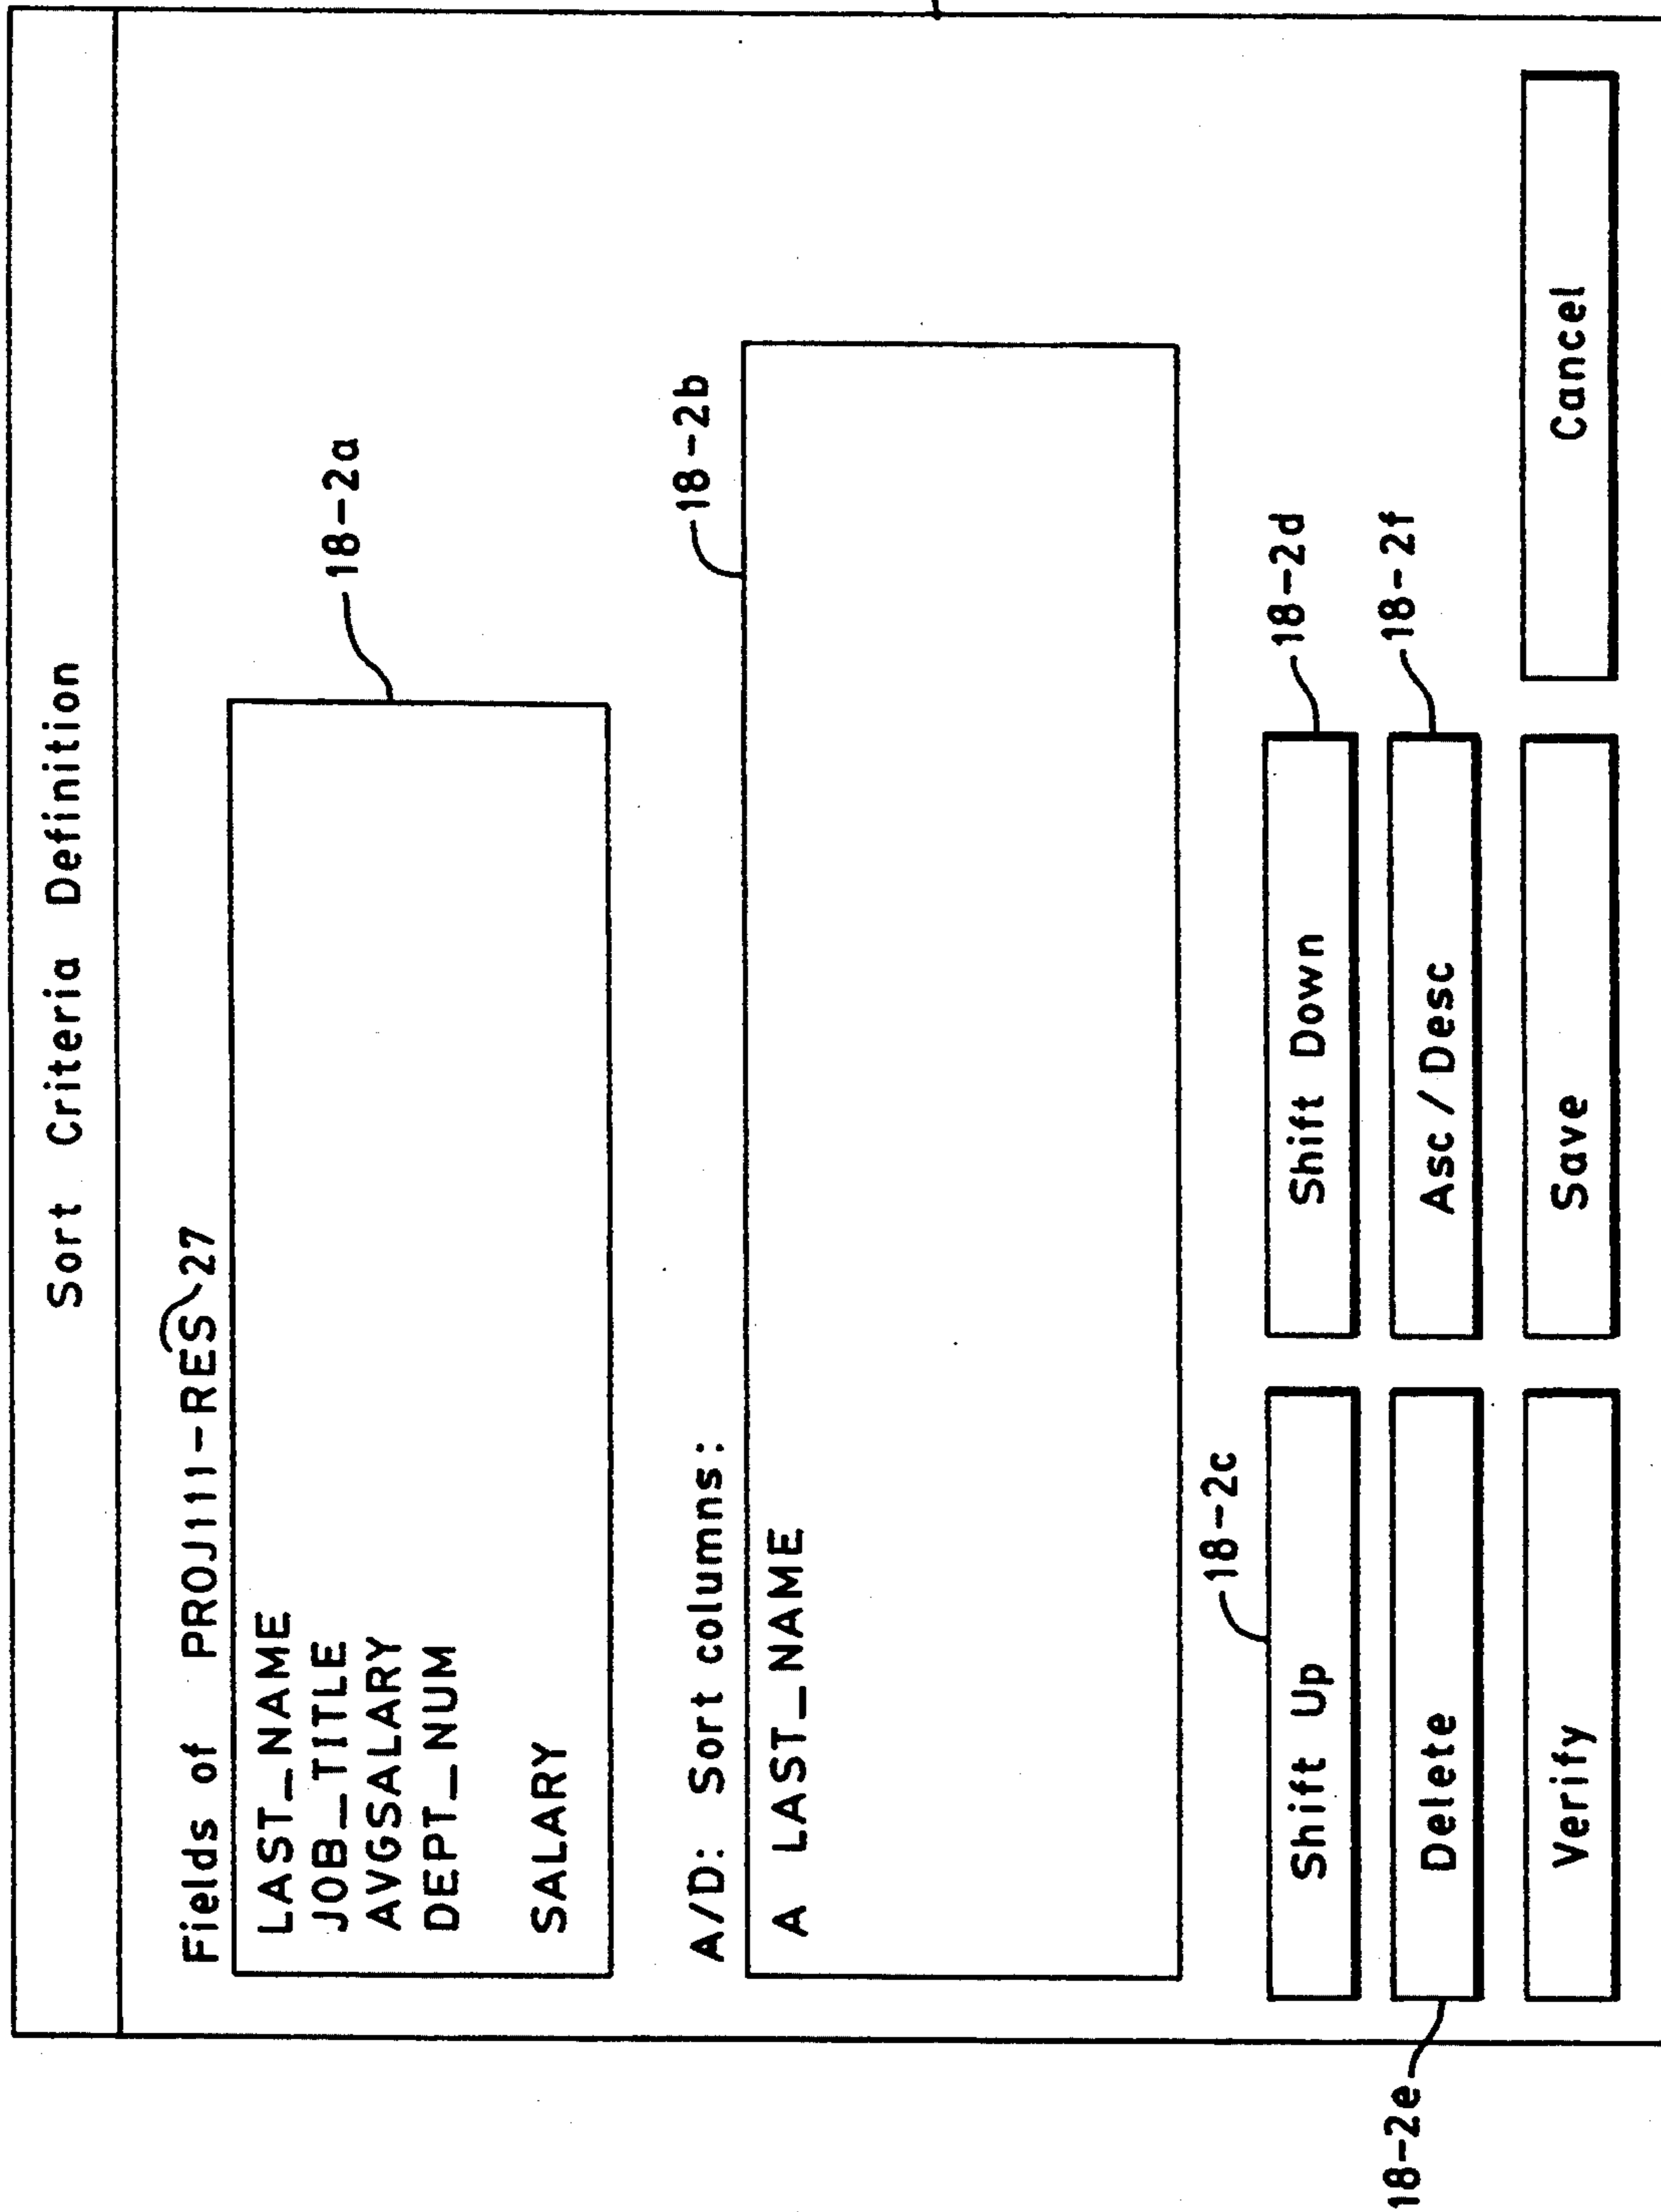 Sort Criteria Definition
Fields of PROJ111-RES 27
LAST_NAME
JOB_TITLE
AVGSALARY
DEPT_NUM
SALARY
18-2a
A/D: Sort columns:
18-2b
A LAST_NAME
18-2c
Shift Up
Shift Down
18-2d
18-2e
Delete
Asc/Desc
18-2f
Verify
Save
Cancel